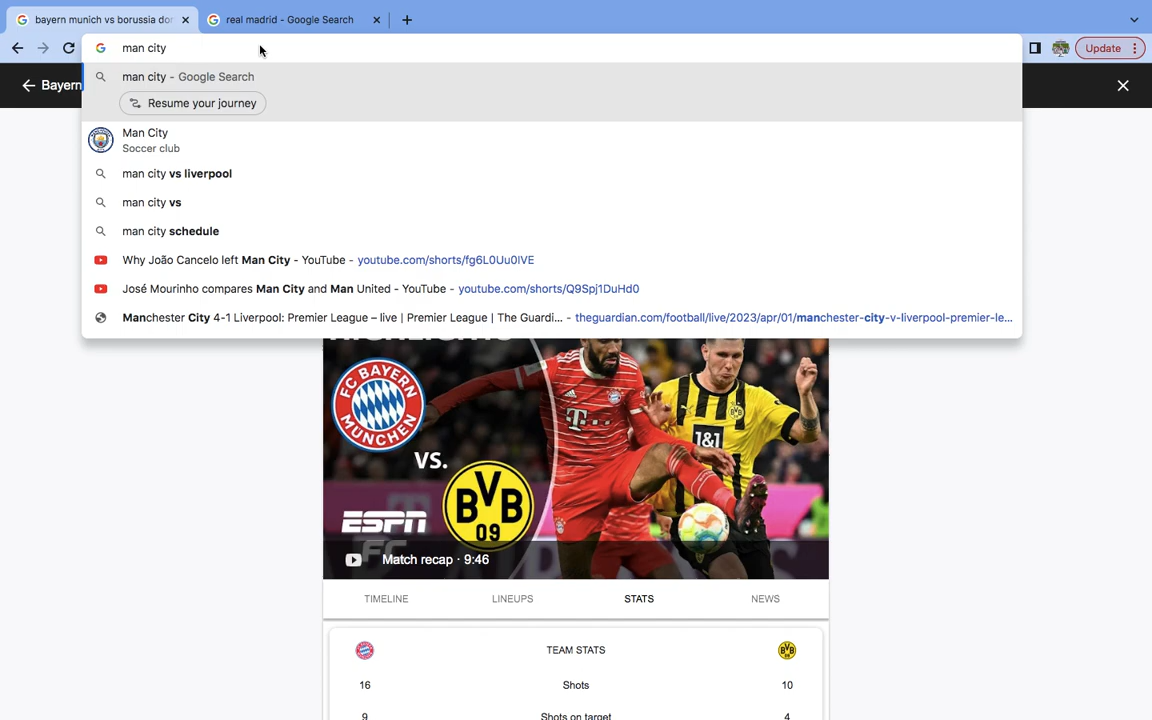 bayern munich vs borussia dor
real madrid - Google Search
man city
Update
Bayern
man city - Google Search
Resume your journey
Man City
Soccer club
man city vs liverpool
man city vs
man city schedule
Why João Cancelo left Man City - YouTube - youtube.com/shorts/fg6L0Uu0IVE
José Mourinho compares Man City and Man United - YouTube - youtube.com/shorts/Q9Spj1DuHd0
Manchester City 4-1 Liverpool: Premier League – live | Premier League | The Guardi... - theguardian.com/football/live/2023/apr/01/manchester-city-v-liverpool-premier-le...
HIGHLIGHTS
FC BAYERN
MÜNCHEN
VS.
BVB
09
1&1
ESPN
FC
Match recap · 9:46
TIMELINE LINEUPS STATS NEWS
TEAM STATS
16 Shots 10
9 Shots on target 4